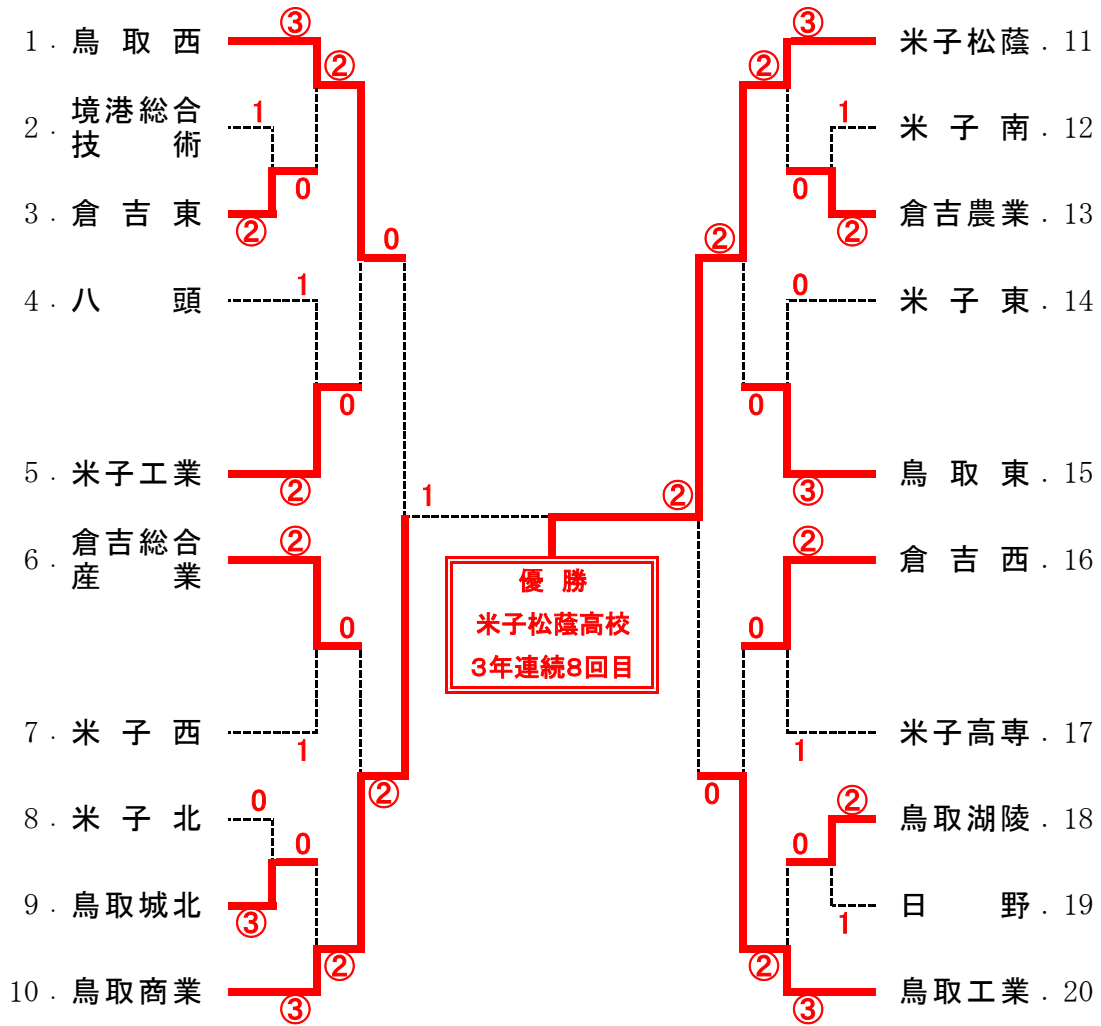 1. 鳥取西 ③
②
2. 境港総合技術 1
0
3. 倉吉東 ②
0
4. 八頭 1
0
5. 米子工業 ②
1
6. 倉吉総合産業 ②
0
7. 米子西 1
②
8. 米子北 0
0
9. 鳥取城北 ③
②
10. 鳥取商業 ③
優勝
米子松蔭高校
3年連続8回目
③ 米子松蔭. 11
②
1 米子南. 12
0
② 倉吉農業. 13
②
0 米子東. 14
0
③ 鳥取東. 15
②
② 倉吉西. 16
0
1 米子高専. 17
0
② 鳥取湖陵. 18
0
1 日野. 19
②
③ 鳥取工業. 20